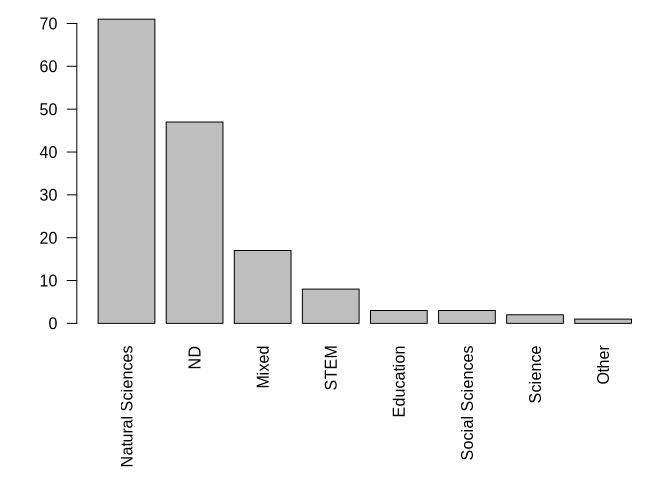 70
60
50
40
30
20
10
0
Natural Sciences
ND
Mixed
STEM
Education
Social Sciences
Science
Other